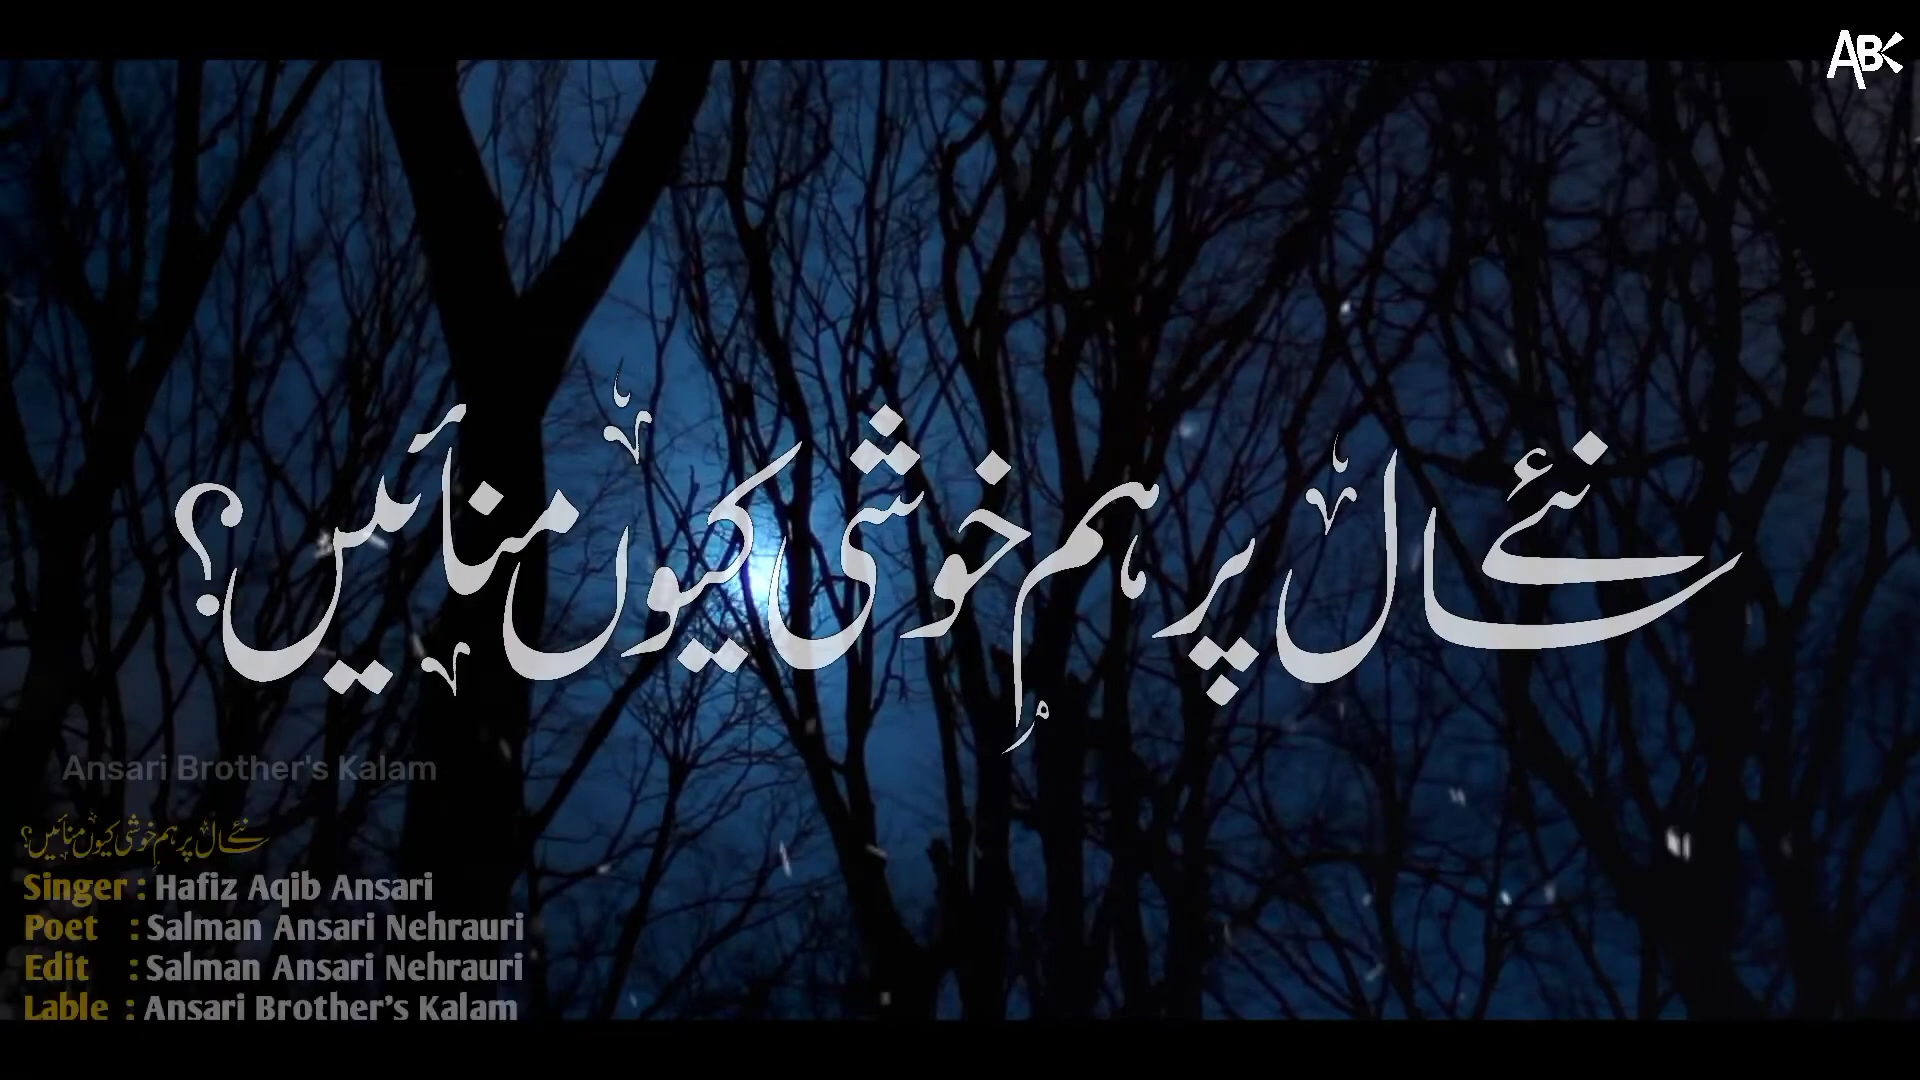 ABK
نئے سال پر ہم خوشی کیوں منائیں؟
Ansari Brother's Kalam
نئے سال پر ہم خوشی کیوں منائیں؟
Singer : Hafiz Aqib Ansari
Poet : Salman Ansari Nehrauri
Edit : Salman Ansari Nehrauri
Lable : Ansari Brother's Kalam